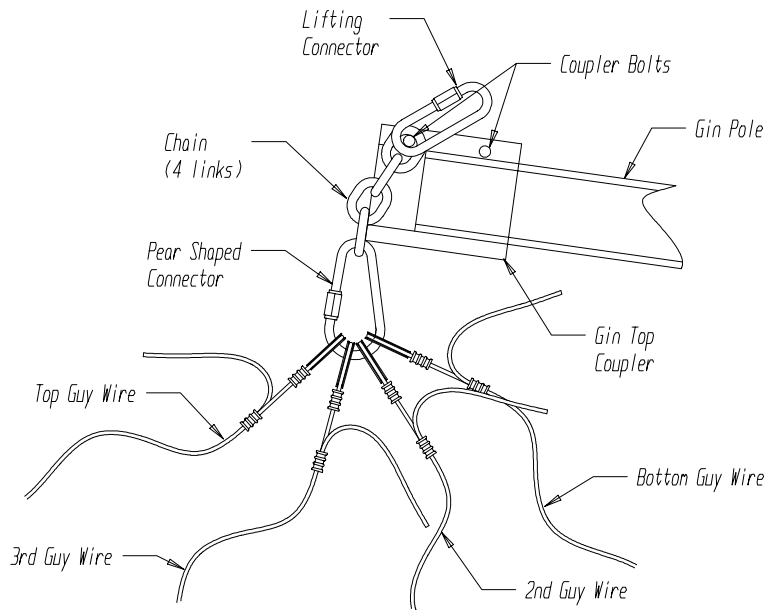 Lifting
Connector
Coupler Bolts
Gin Pole
Chain
(4 links)
Pear Shaped
Connector
Gin Top
Coupler
Top Guy Wire
Bottom Guy Wire
3rd Guy Wire
2nd Guy Wire